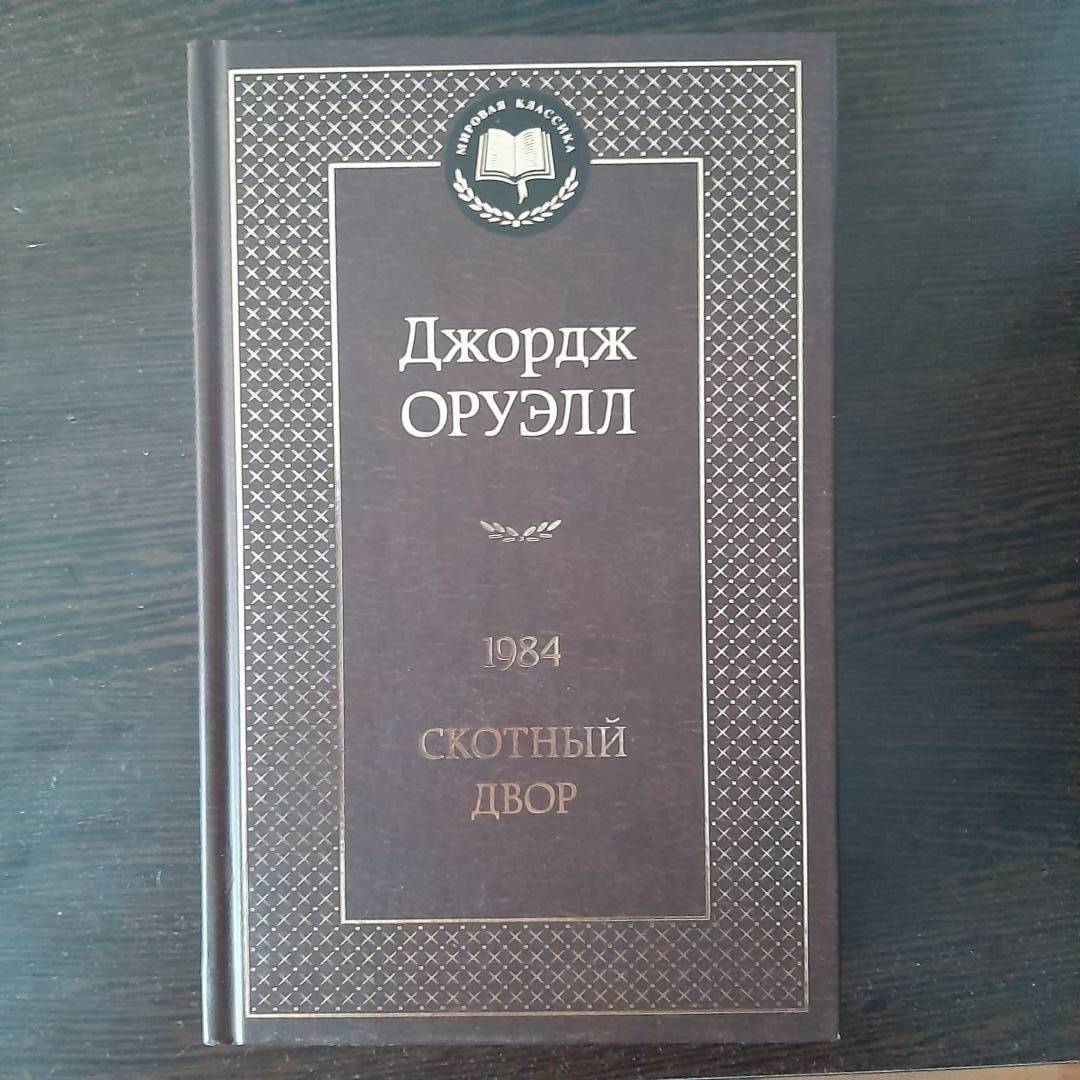 МИРОВАЯ КЛАССИКА
Джордж
ОРУЭЛЛ
1984
СКОТНЫЙ
ДВОР